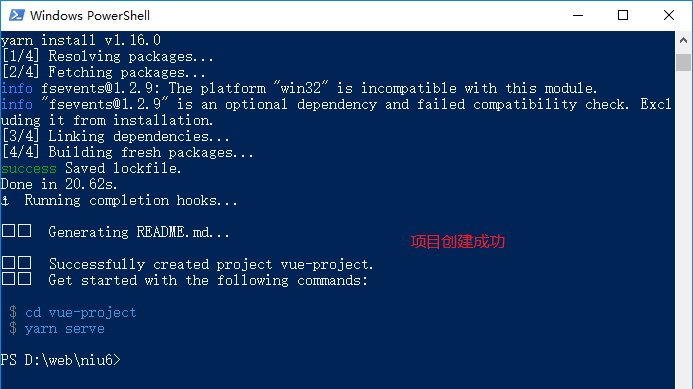 Windows PowerShell
yarn install v1.16.0
[1/4] Resolving packages...
[2/4] Fetching packages...
info fsevents@1.2.9: The platform "win32" is incompatible with this module.
info "fsevents@1.2.9" is an optional dependency and failed compatibility check. Excl
uding it from installation.
[3/4] Linking dependencies...
[4/4] Building fresh packages...
success Saved lockfile.
Done in 20.62s.
⚓ Running completion hooks...
□□ Generating README.md...
项目创建成功
□□ Successfully created project vue-project.
□□ Get started with the following commands:
$ cd vue-project
$ yarn serve
PS D:\web\niu6>